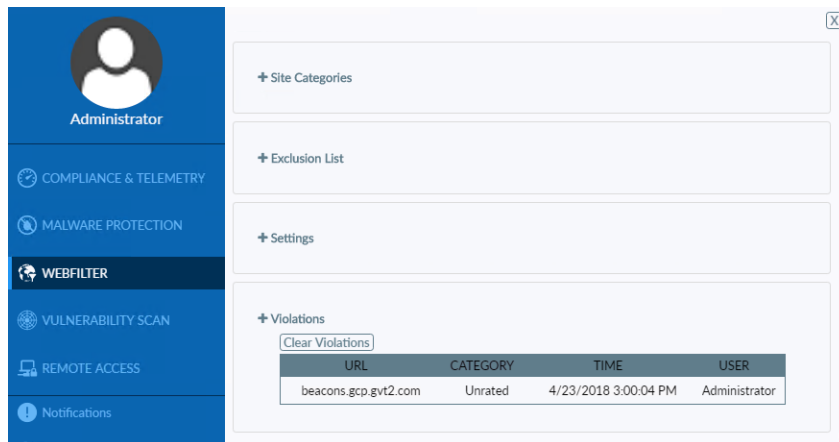 X
+ Site Categories
Administrator
+ Exclusion List
COMPLIANCE & TELEMETRY
MALWARE PROTECTION
+ Settings
WEBFILTER
VULNERABILITY SCAN
REMOTE ACCESS
! Notifications
+ Violations
Clear Violations
URL CATEGORY TIME USER
beacons.gcp.gvt2.com Unrated 4/23/2018 3:00:04 PM Administrator